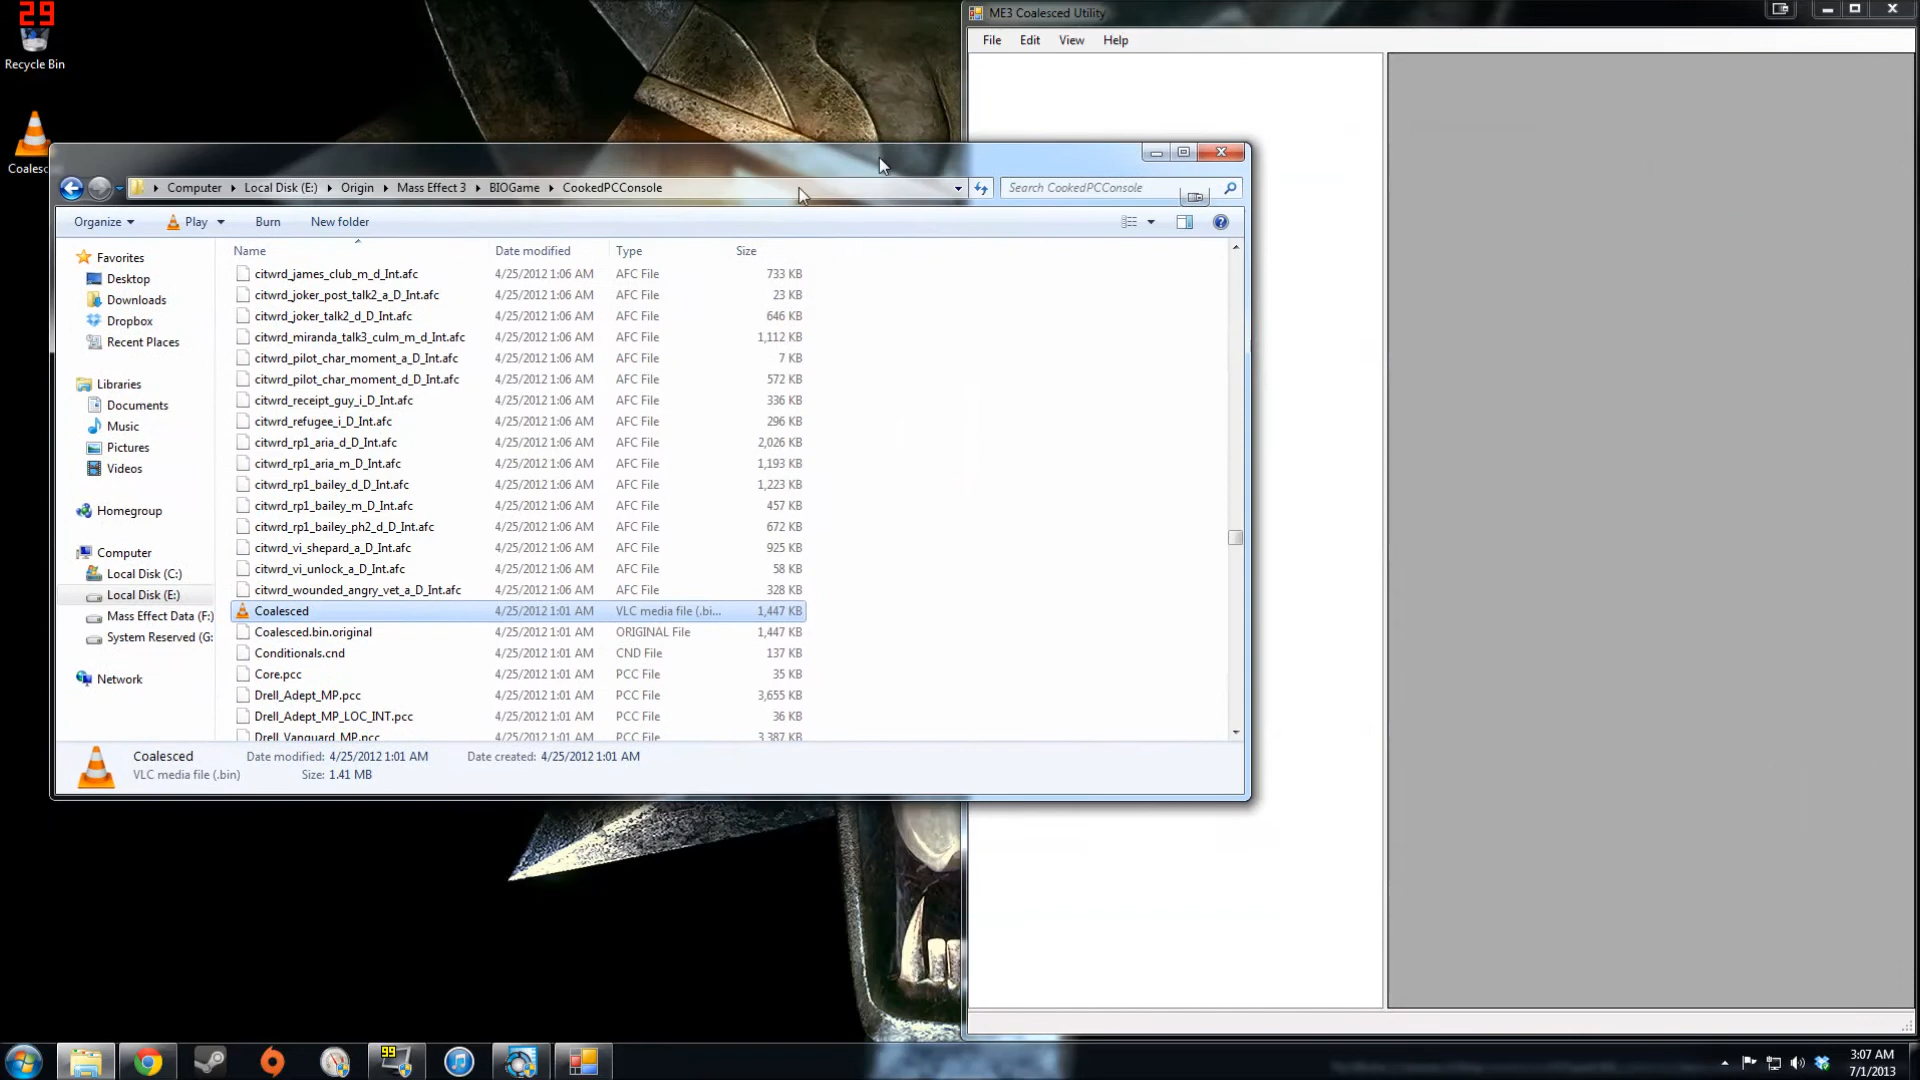 29
Recycle Bin
Coalesc
ME3 Coalesced Utility
File Edit View Help
Computer Local Disk (E:) Origin Mass Effect 3 BIOGame CookedPCConsole
Search CookedPCConsole
Organize Play Burn New folder
Name Date modified Type Size
Favorites
Desktop
Downloads
Dropbox
Recent Places
Libraries
Documents
Music
Pictures
Videos
Homegroup
Computer
Local Disk (C:)
Local Disk (E:)
Mass Effect Data (F:)
System Reserved (G:
Network
citwrd_james_club_m_d_Int.afc 4/25/2012 1:06 AM AFC File 733 KB
citwrd_joker_post_talk2_a_D_Int.afc 4/25/2012 1:06 AM AFC File 23 KB
citwrd_joker_talk2_d_D_Int.afc 4/25/2012 1:06 AM AFC File 646 KB
citwrd_miranda_talk3_culm_m_d_Int.afc 4/25/2012 1:06 AM AFC File 1,112 KB
citwrd_pilot_char_moment_a_D_Int.afc 4/25/2012 1:06 AM AFC File 7 KB
citwrd_pilot_char_moment_d_D_Int.afc 4/25/2012 1:06 AM AFC File 572 KB
citwrd_receipt_guy_i_D_Int.afc 4/25/2012 1:06 AM AFC File 336 KB
citwrd_refugee_i_D_Int.afc 4/25/2012 1:06 AM AFC File 296 KB
citwrd_rp1_aria_d_D_Int.afc 4/25/2012 1:06 AM AFC File 2,026 KB
citwrd_rp1_aria_m_D_Int.afc 4/25/2012 1:06 AM AFC File 1,193 KB
citwrd_rp1_bailey_d_D_Int.afc 4/25/2012 1:06 AM AFC File 1,223 KB
citwrd_rp1_bailey_m_D_Int.afc 4/25/2012 1:06 AM AFC File 457 KB
citwrd_rp1_bailey_ph2_d_D_Int.afc 4/25/2012 1:06 AM AFC File 672 KB
citwrd_vi_shepard_a_D_Int.afc 4/25/2012 1:06 AM AFC File 925 KB
citwrd_vi_unlock_a_D_Int.afc 4/25/2012 1:06 AM AFC File 58 KB
citwrd_wounded_angry_vet_a_D_Int.afc 4/25/2012 1:06 AM AFC File 328 KB
Coalesced 4/25/2012 1:01 AM VLC media file (.bi... 1,447 KB
Coalesced.bin.original 4/25/2012 1:01 AM ORIGINAL File 1,447 KB
Conditionals.cnd 4/25/2012 1:01 AM CND File 137 KB
Core.pcc 4/25/2012 1:01 AM PCC File 35 KB
Drell_Adept_MP.pcc 4/25/2012 1:01 AM PCC File 3,655 KB
Drell_Adept_MP_LOC_INT.pcc 4/25/2012 1:01 AM PCC File 36 KB
Drell_Vanguard_MP.pcc 4/25/2012 1:01 AM PCC File 3,387 KB
Coalesced Date modified: 4/25/2012 1:01 AM Date created: 4/25/2012 1:01 AM
VLC media file (.bin) Size: 1.41 MB
99
3:07 AM
7/1/2013